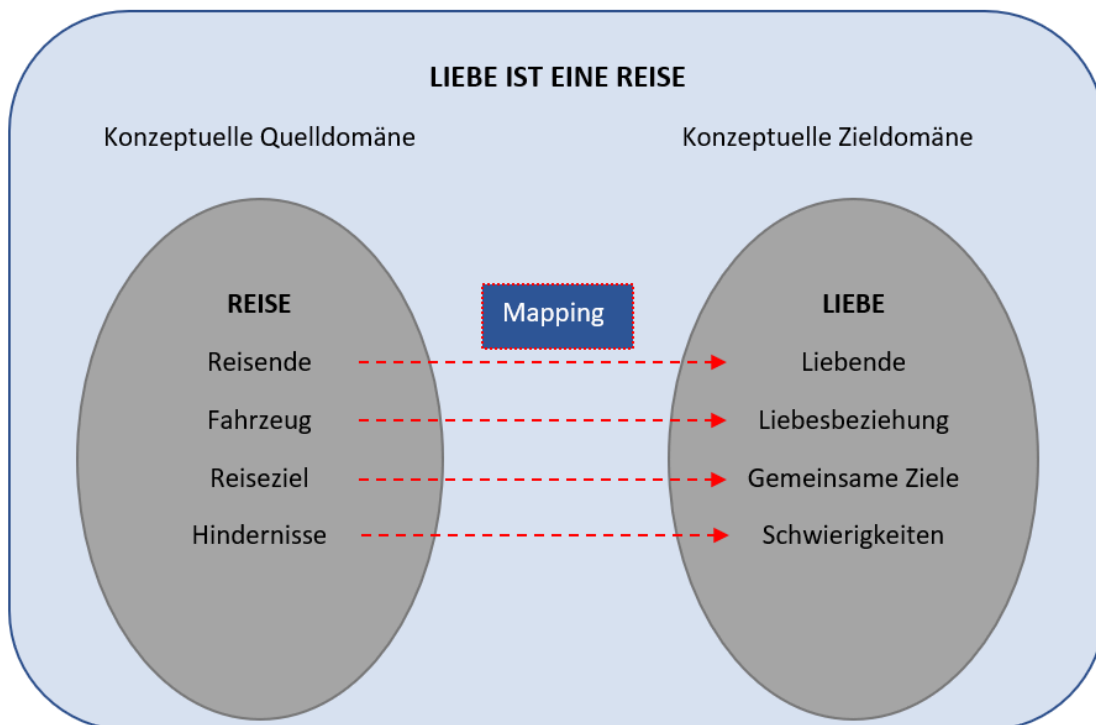 LIEBE IST EINE REISE
Konzeptuelle Quelldomäne
Konzeptuelle Zieldomäne
REISE
Mapping
LIEBE
Reisende
Liebende
Fahrzeug
Liebesbeziehung
Reiseziel
Gemeinsame Ziele
Hindernisse
Schwierigkeiten